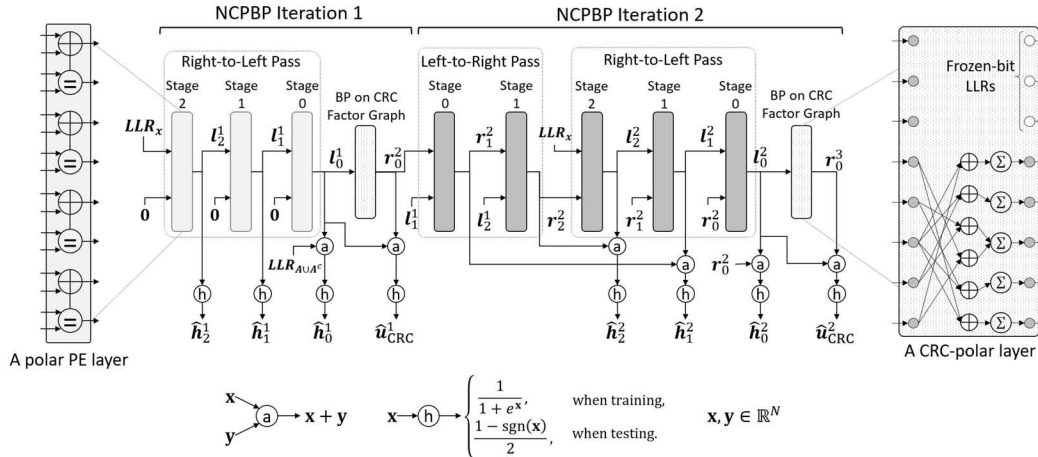 NCPBP Iteration 1
NCPBP Iteration 2
Right-to-Left Pass
Stage 2
Stage 1
Stage 0
BP on CRC
Factor Graph
Left-to-Right Pass
Stage 0
Stage 1
Right-to-Left Pass
Stage 2
Stage 1
Stage 0
BP on CRC
Factor Graph
Frozen-bit
LLRs
LLR_x
l_2^1
l_1^1
l_0^1
r_0^2
r_1^2
LLR_x
l_2^2
l_1^2
l_0^2
r_0^3
0
0
0
l_1^1
l_2^1
r_2^2
r_1^2
r_0^2
LLR_{A∪A^c}
a
a
a
a
r_0^2
a
a
h
h
h
h
h
h
h
h
ĥ_2^1
ĥ_1^1
ĥ_0^1
û_CRC^1
ĥ_2^2
ĥ_1^2
ĥ_0^2
û_CRC^2
=
=
=
=
Σ
Σ
Σ
Σ
Σ
A polar PE layer
A CRC-polar layer
x
y
a
x + y
x
h
1 / (1 + e^x), when training,
(1 − sgn(x)) / 2, when testing.
x, y ∈ ℝ^N